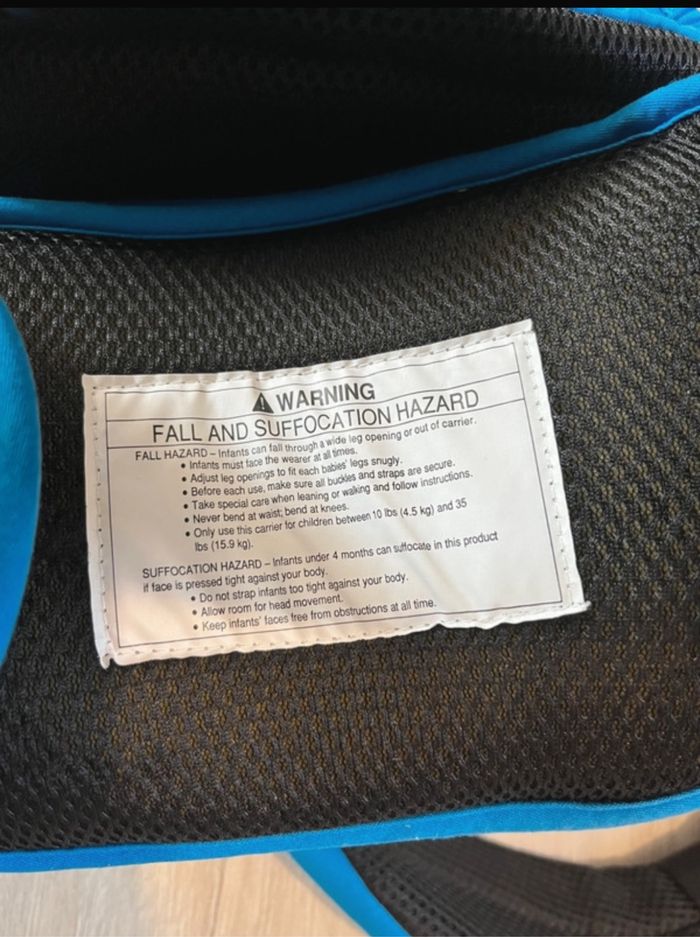 ⚠ WARNING
FALL AND SUFFOCATION HAZARD
FALL HAZARD – Infants can fall through a wide leg opening or out of carrier.
• Infants must face the wearer at all times.
• Adjust leg openings to fit each babies' legs snugly.
• Before each use, make sure all buckles and straps are secure.
• Take special care when leaning or walking and follow instructions.
• Never bend at waist; bend at knees.
• Only use this carrier for children between 10 lbs (4.5 kg) and 35
lbs (15.9 kg).
SUFFOCATION HAZARD – Infants under 4 months can suffocate in this product
if face is pressed tight against your body.
• Do not strap infants too tight against your body.
• Allow room for head movement.
• Keep infants' faces free from obstructions at all time.